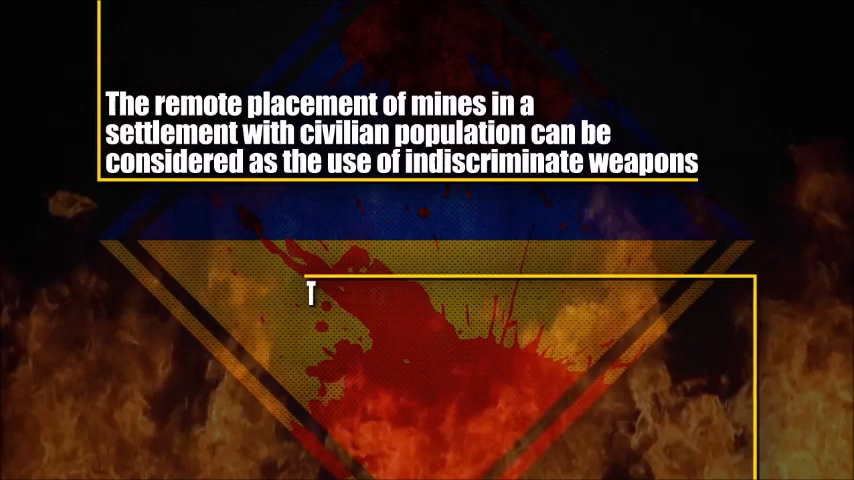 The remote placement of mines in a
settlement with civilian population can be
considered as the use of indiscriminate weapons
T